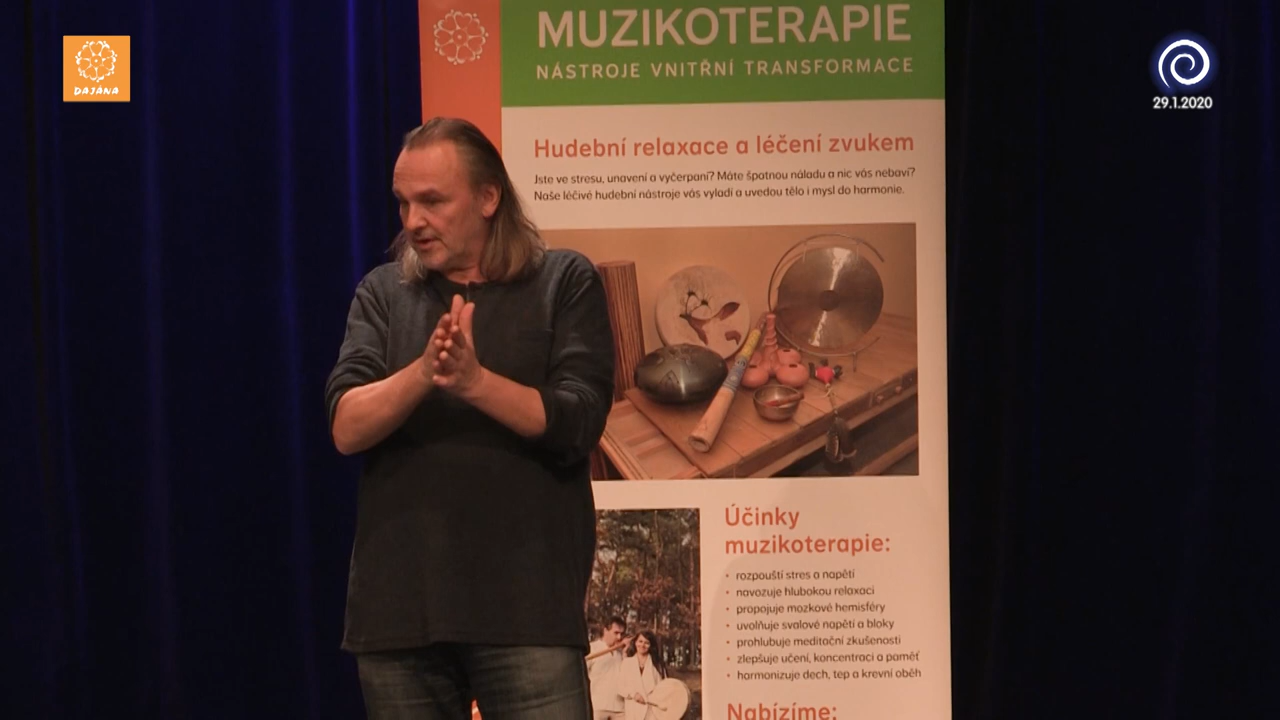 DAJÁNA
29.1.2020
MUZIKOTERAPIE
NÁSTROJE VNITŘNÍ TRANSFORMACE
Hudební relaxace a léčení zvukem
Jste ve stresu, unavení a vyčerpaní? Máte špatnou náladu a nic vás nebaví?
Naše léčivé hudební nástroje vás vyladí a uvedou tělo i mysl do harmonie.
Účinky
muzikoterapie:
• rozpouští stres a napětí
• navozuje hlubokou relaxaci
• propojuje mozkové hemisféry
• uvolňuje svalové napětí a bloky
• prohlubuje meditační zkušenosti
• zlepšuje učení, koncentraci a paměť
• harmonizuje dech, tep a krevní oběh
Nabízíme: